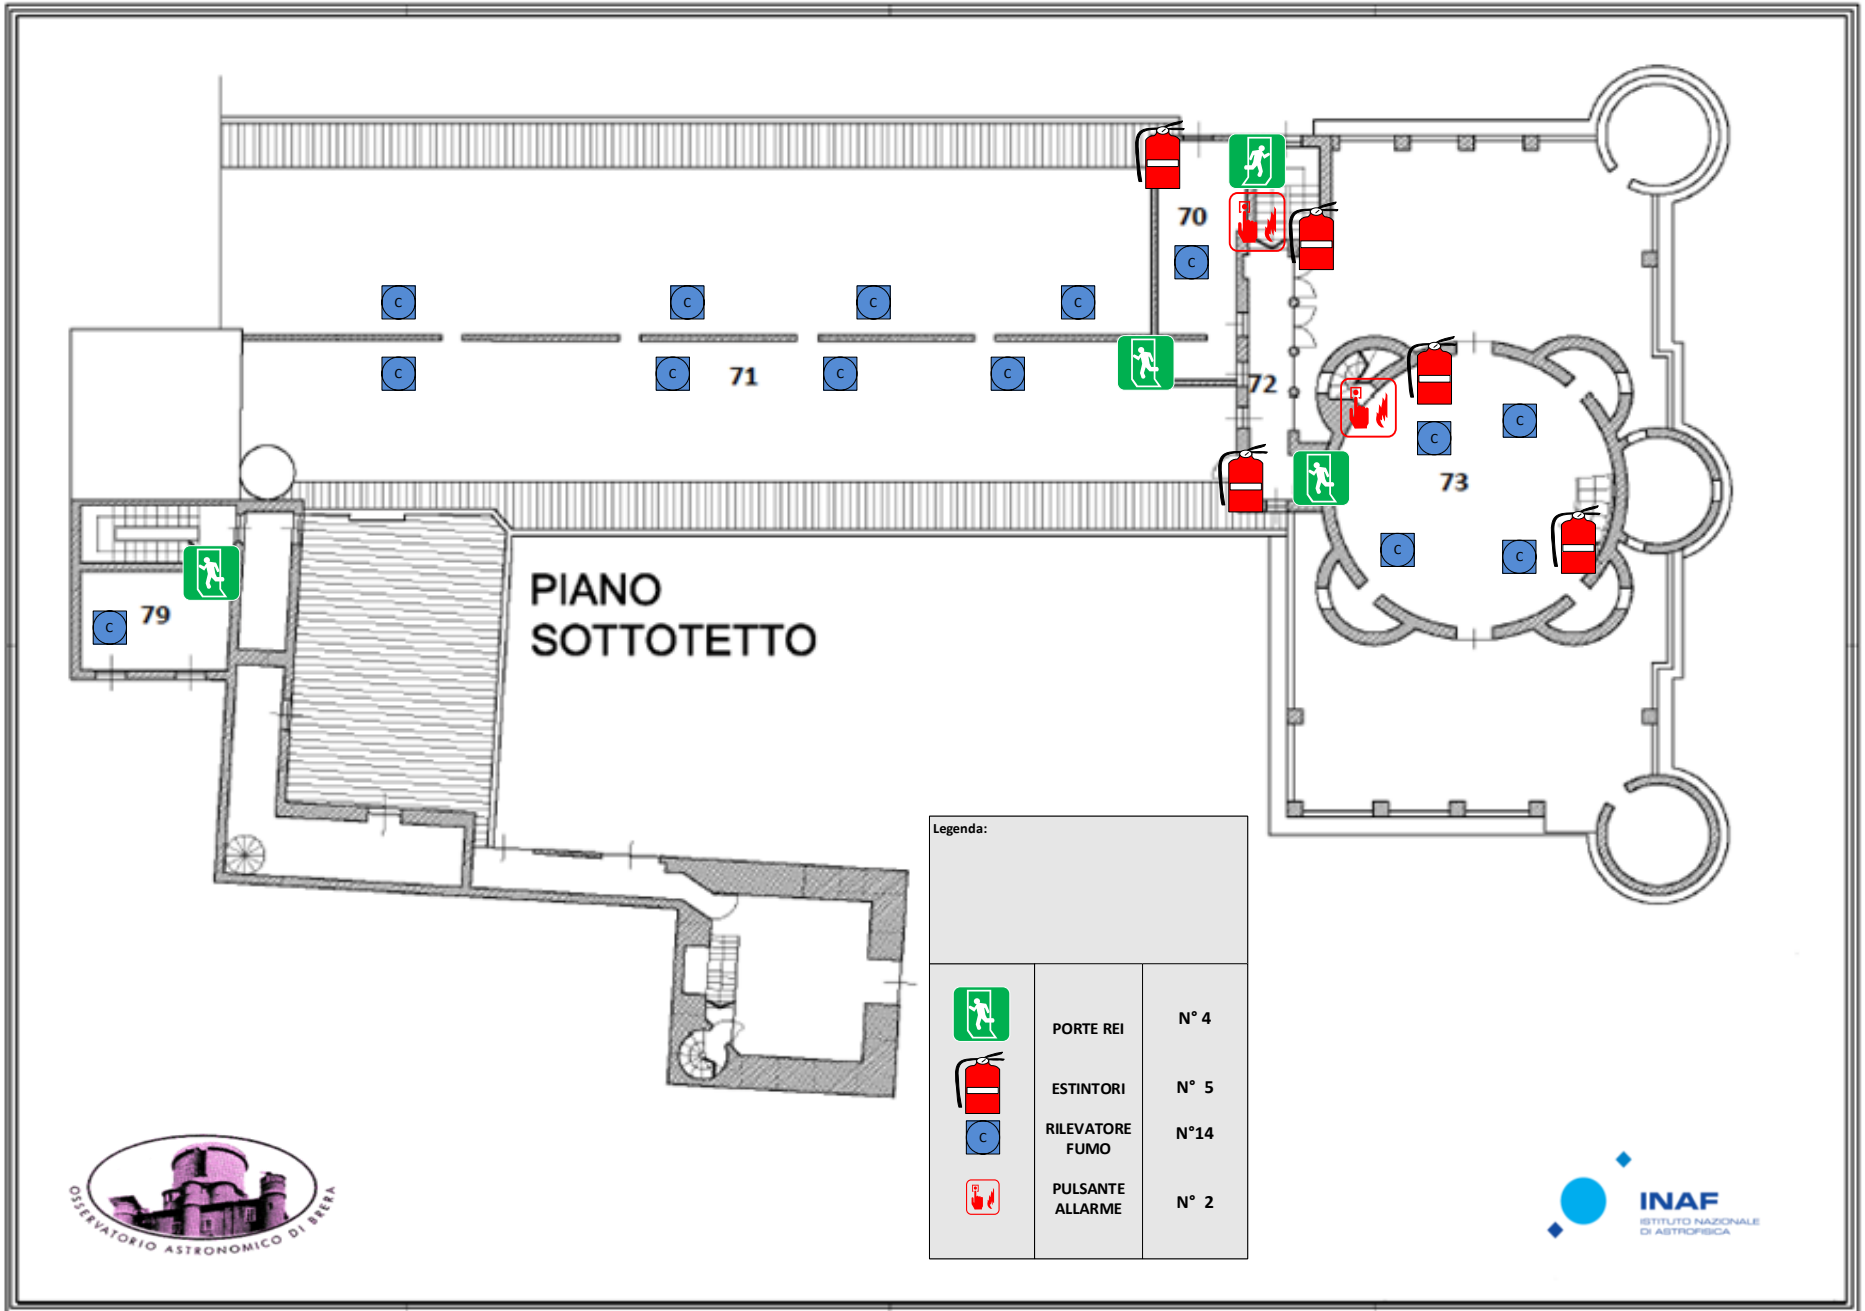 70
C
C
C
C
C
C
C
C
C
71
72
C
C
73
C
C
PIANO
SOTTOTETTO
79
C
Legenda:
PORTE REI
N° 4
ESTINTORI
N° 5
C
RILEVATORE
FUMO
N°14
PULSANTE
ALLARME
N° 2
OSSERVATORIO ASTRONOMICO DI BRERA
INAF
ISTITUTO NAZIONALE
DI ASTROFISICA